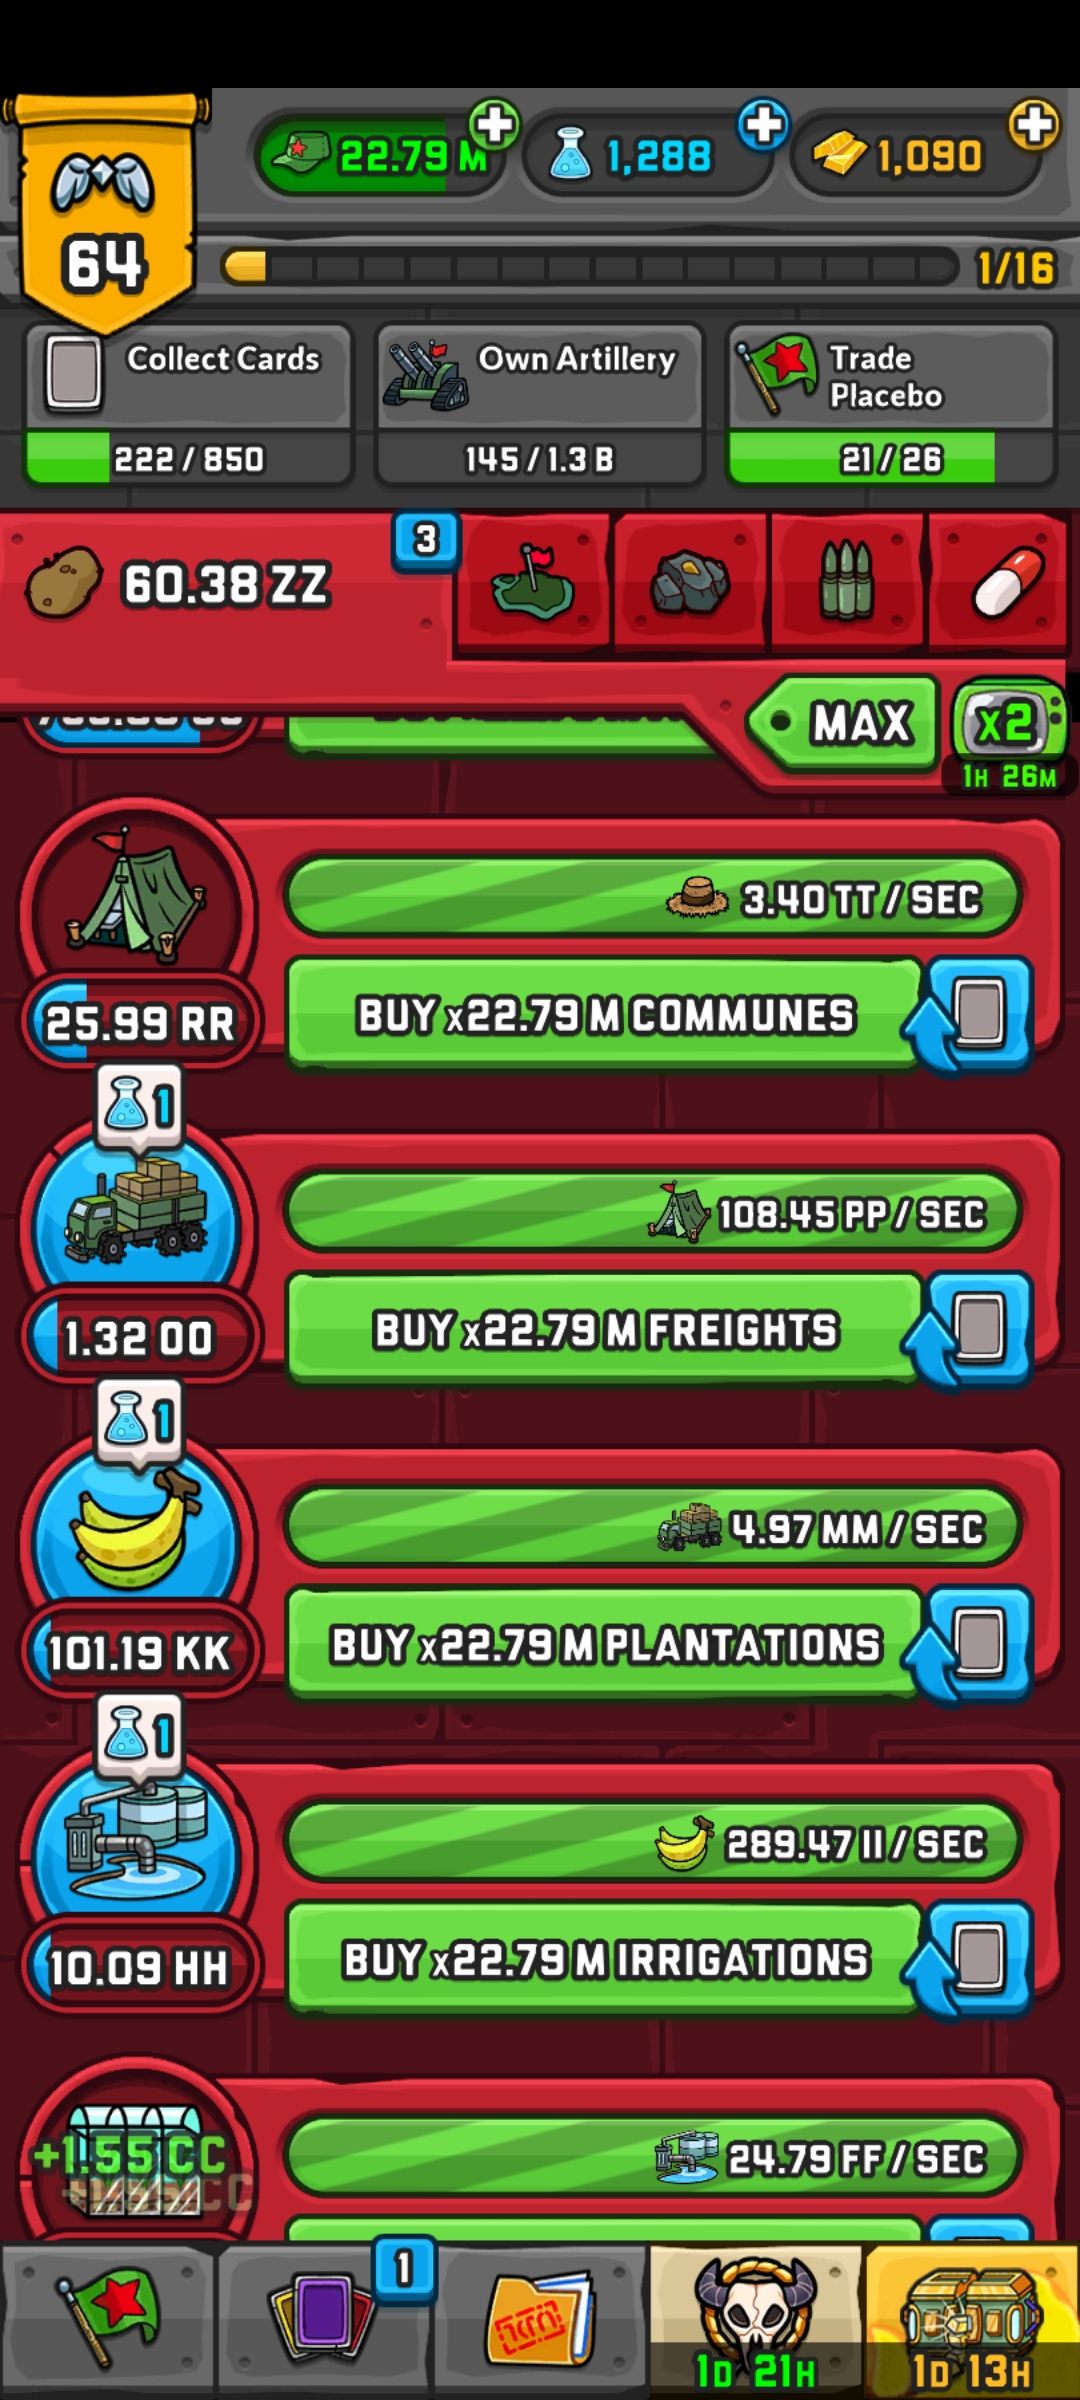 22.79 M
1,288
1,090
64
1/16
Collect Cards
222 / 850
Own Artillery
145 / 1.3 B
Trade
Placebo
21 / 26
60.38 ZZ
3
MAX
x2
1H 26M
3.40 TT / SEC
25.99 RR
BUY x22.79 M COMMUNES
1
108.45 PP / SEC
1.32 OO
BUY x22.79 M FREIGHTS
1
4.97 MM / SEC
101.19 KK
BUY x22.79 M PLANTATIONS
1
289.47 II / SEC
10.09 HH
BUY x22.79 M IRRIGATIONS
+1.55 CC
24.79 FF / SEC
1
1D 21H
1D 13H